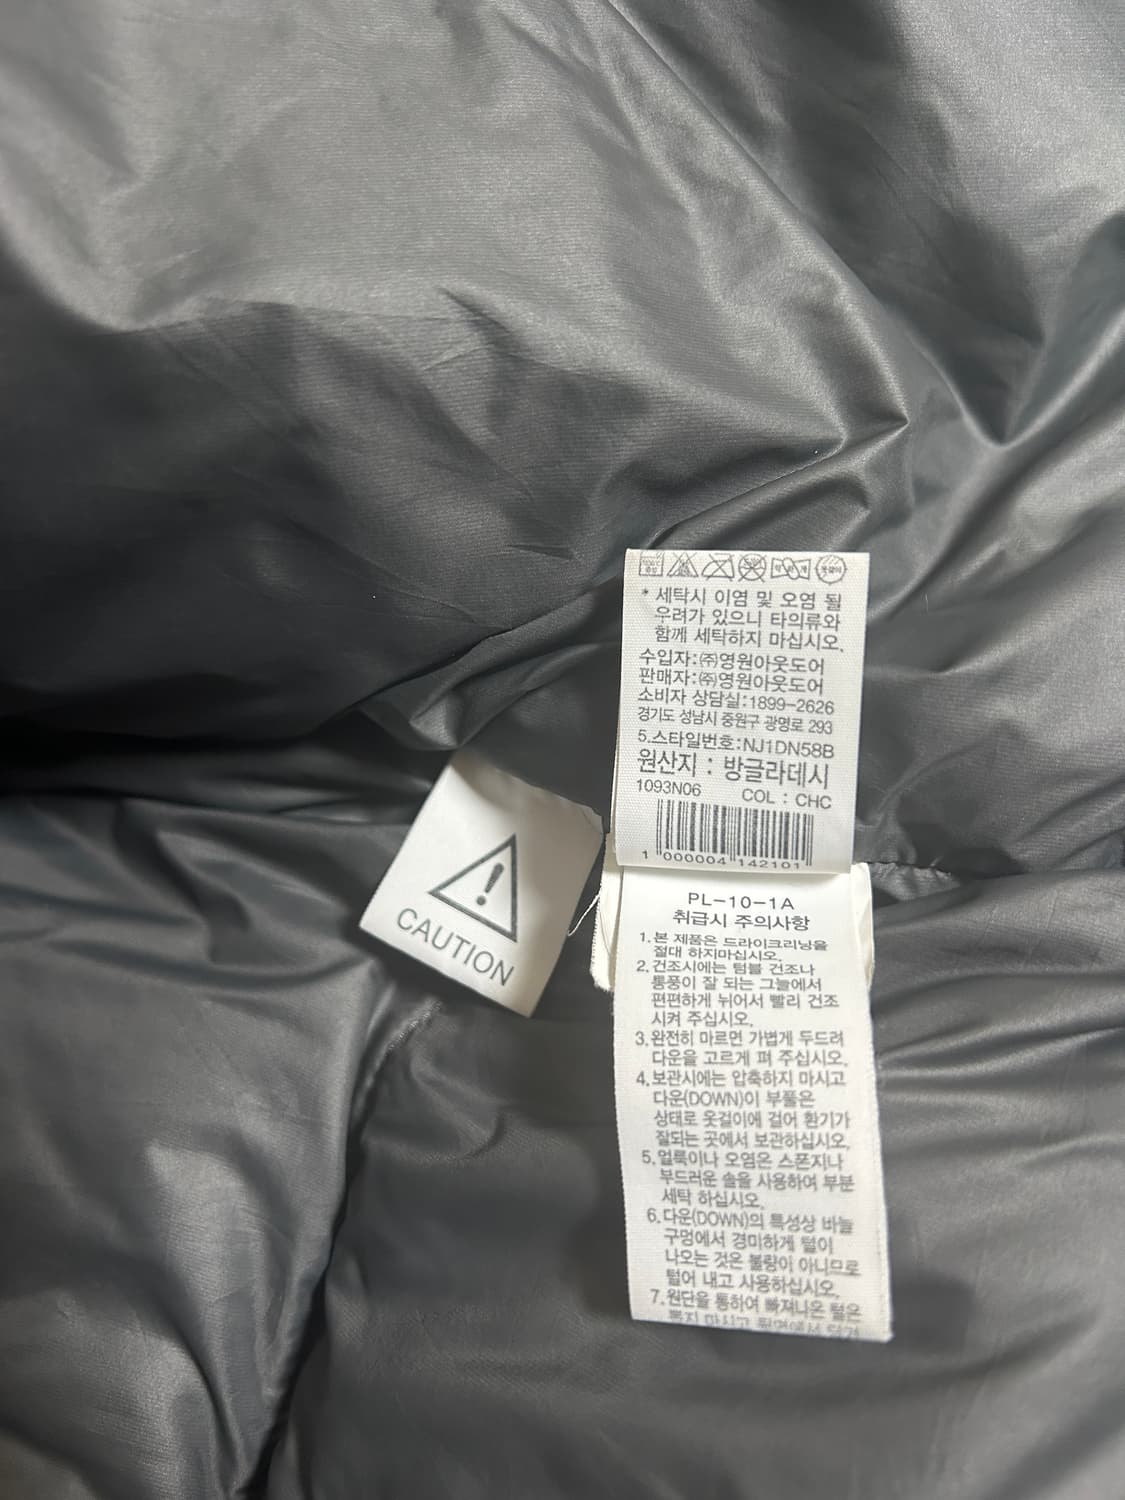 * 세탁시 이염 및 오염 될
우려가 있으니 타의류와
함께 세탁하지 마십시오.
수입자:㈜영원아웃도어
판매자:㈜영원아웃도어
소비자 상담실:1899-2626
경기도 성남시 중원구 광명로 293
5.스타일번호:NJ1DN58B
원산지 : 방글라데시
1093N06 COL : CHC
1 000004 142101
CAUTION
PL-10-1A
취급시 주의사항
1.본 제품은 드라이크리닝을
절대 하지마십시오.
2.건조시에는 텀블 건조나
통풍이 잘 되는 그늘에서
편편하게 뉘어서 빨리 건조
시켜 주십시오.
3.완전히 마르면 가볍게 두드려
다운을 고르게 펴 주십시오.
4.보관시에는 압축하지 마시고
다운(DOWN)이 부풀은
상태로 옷걸이에 걸어 환기가
잘되는 곳에서 보관하십시오.
5.얼룩이나 오염은 스폰지나
부드러운 솔을 사용하여 부분
세탁 하십시오.
6.다운(DOWN)의 특성상 바늘
구멍에서 경미하게 털이
나오는 것은 불량이 아니므로
털어 내고 사용하십시오.
7.원단을 통하여 빠져나온 털은
뽑지 마시고 뒷면에서 당겨